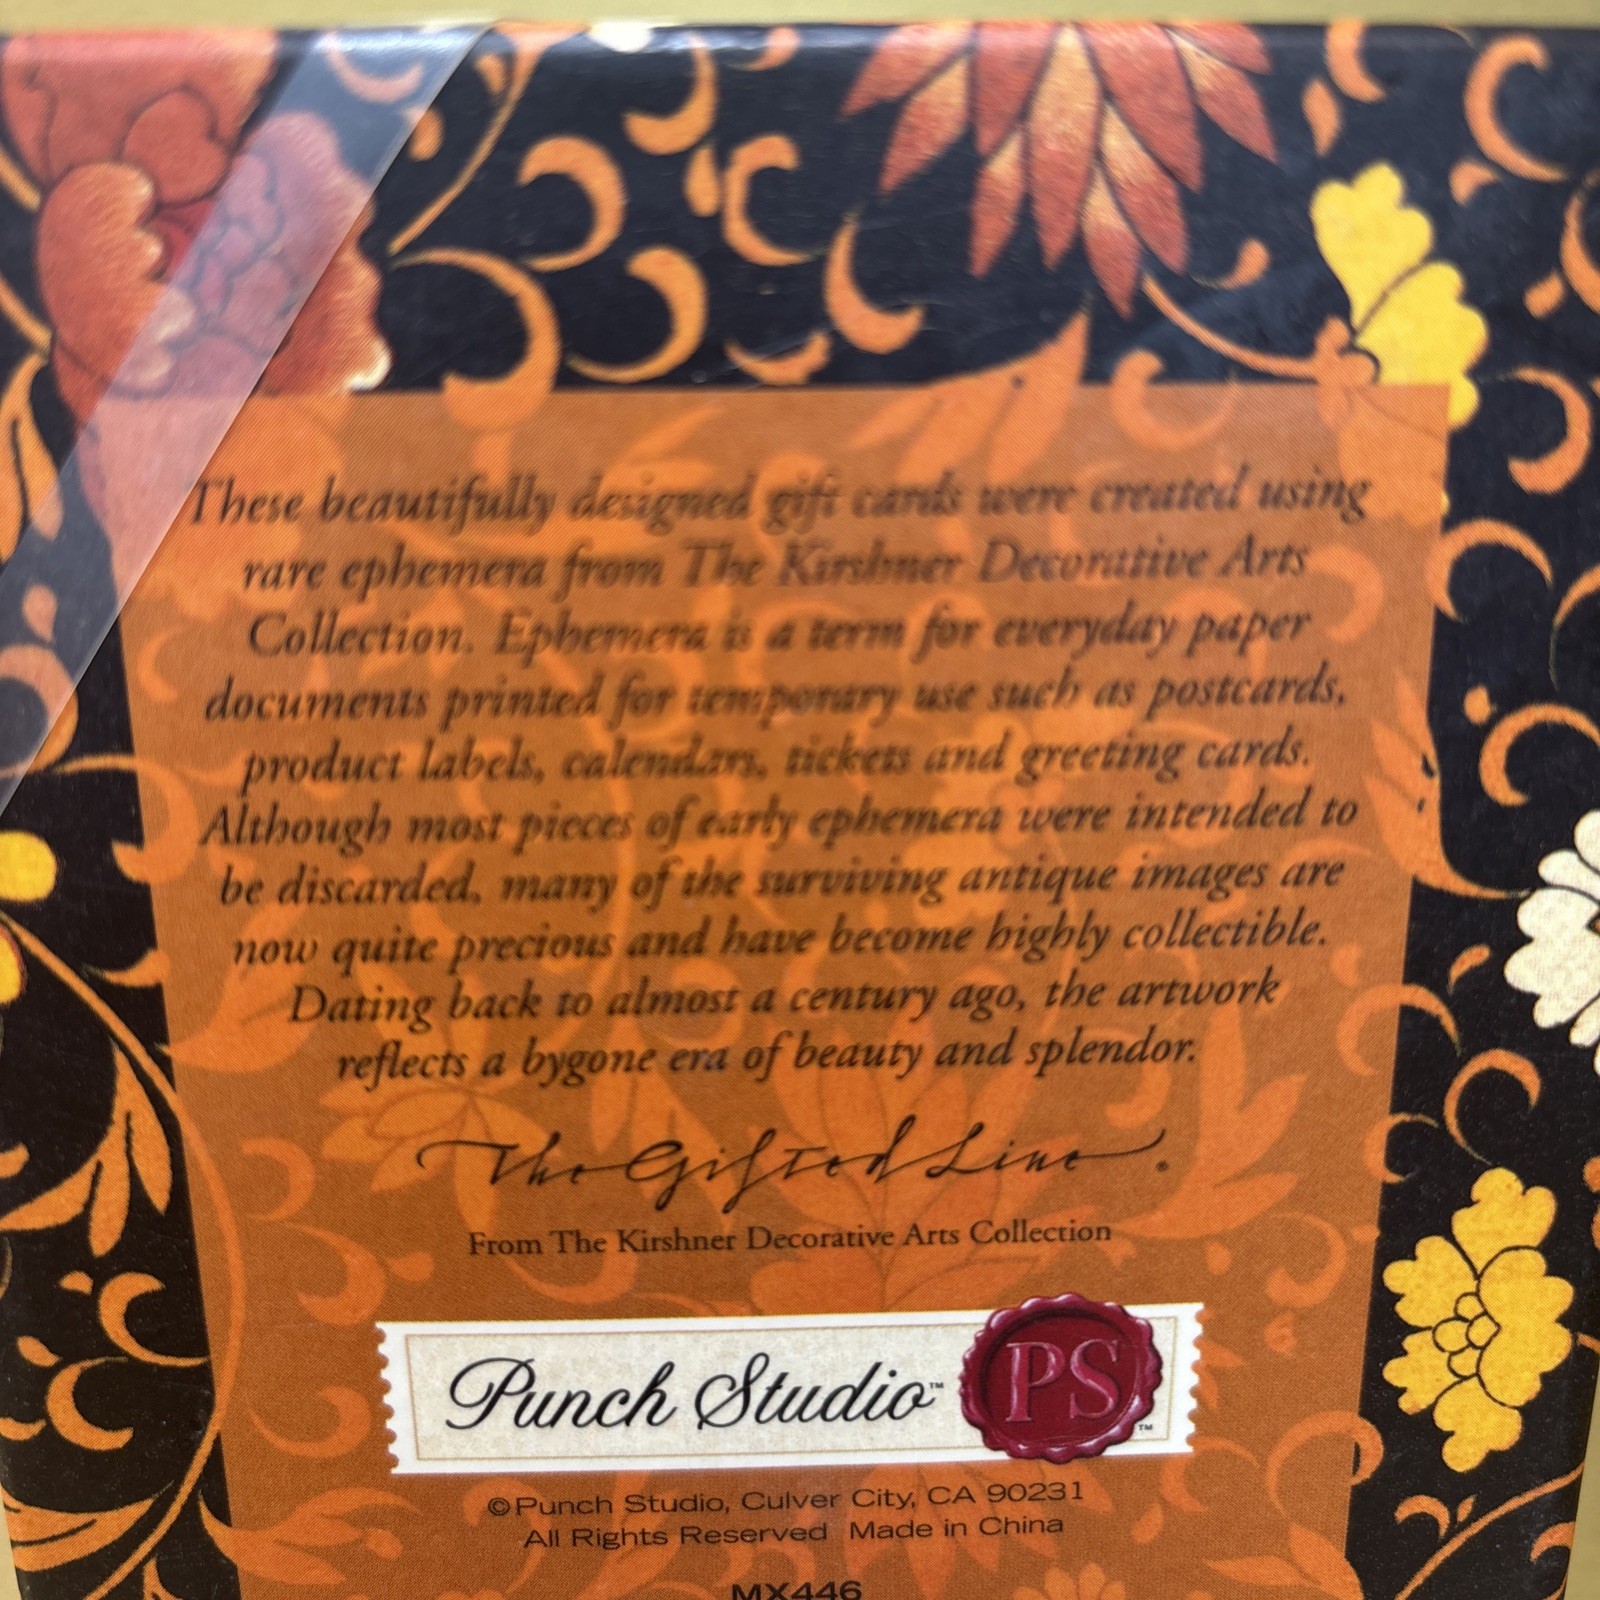 These beautifully designed gift cards were created using
rare ephemera from The Kirshner Decorative Arts
Collection. Ephemera is a term for everyday paper
documents printed for temporary use such as postcards,
product labels, calendars, tickets and greeting cards.
Although most pieces of early ephemera were intended to
be discarded, many of the surviving antique images are
now quite precious and have become highly collectible.
Dating back to almost a century ago, the artwork
reflects a bygone era of beauty and splendor.
The Gifted Line®
From The Kirshner Decorative Arts Collection
Punch Studio™ PS™
©Punch Studio, Culver City, CA 90231
All Rights Reserved Made in China
MX446